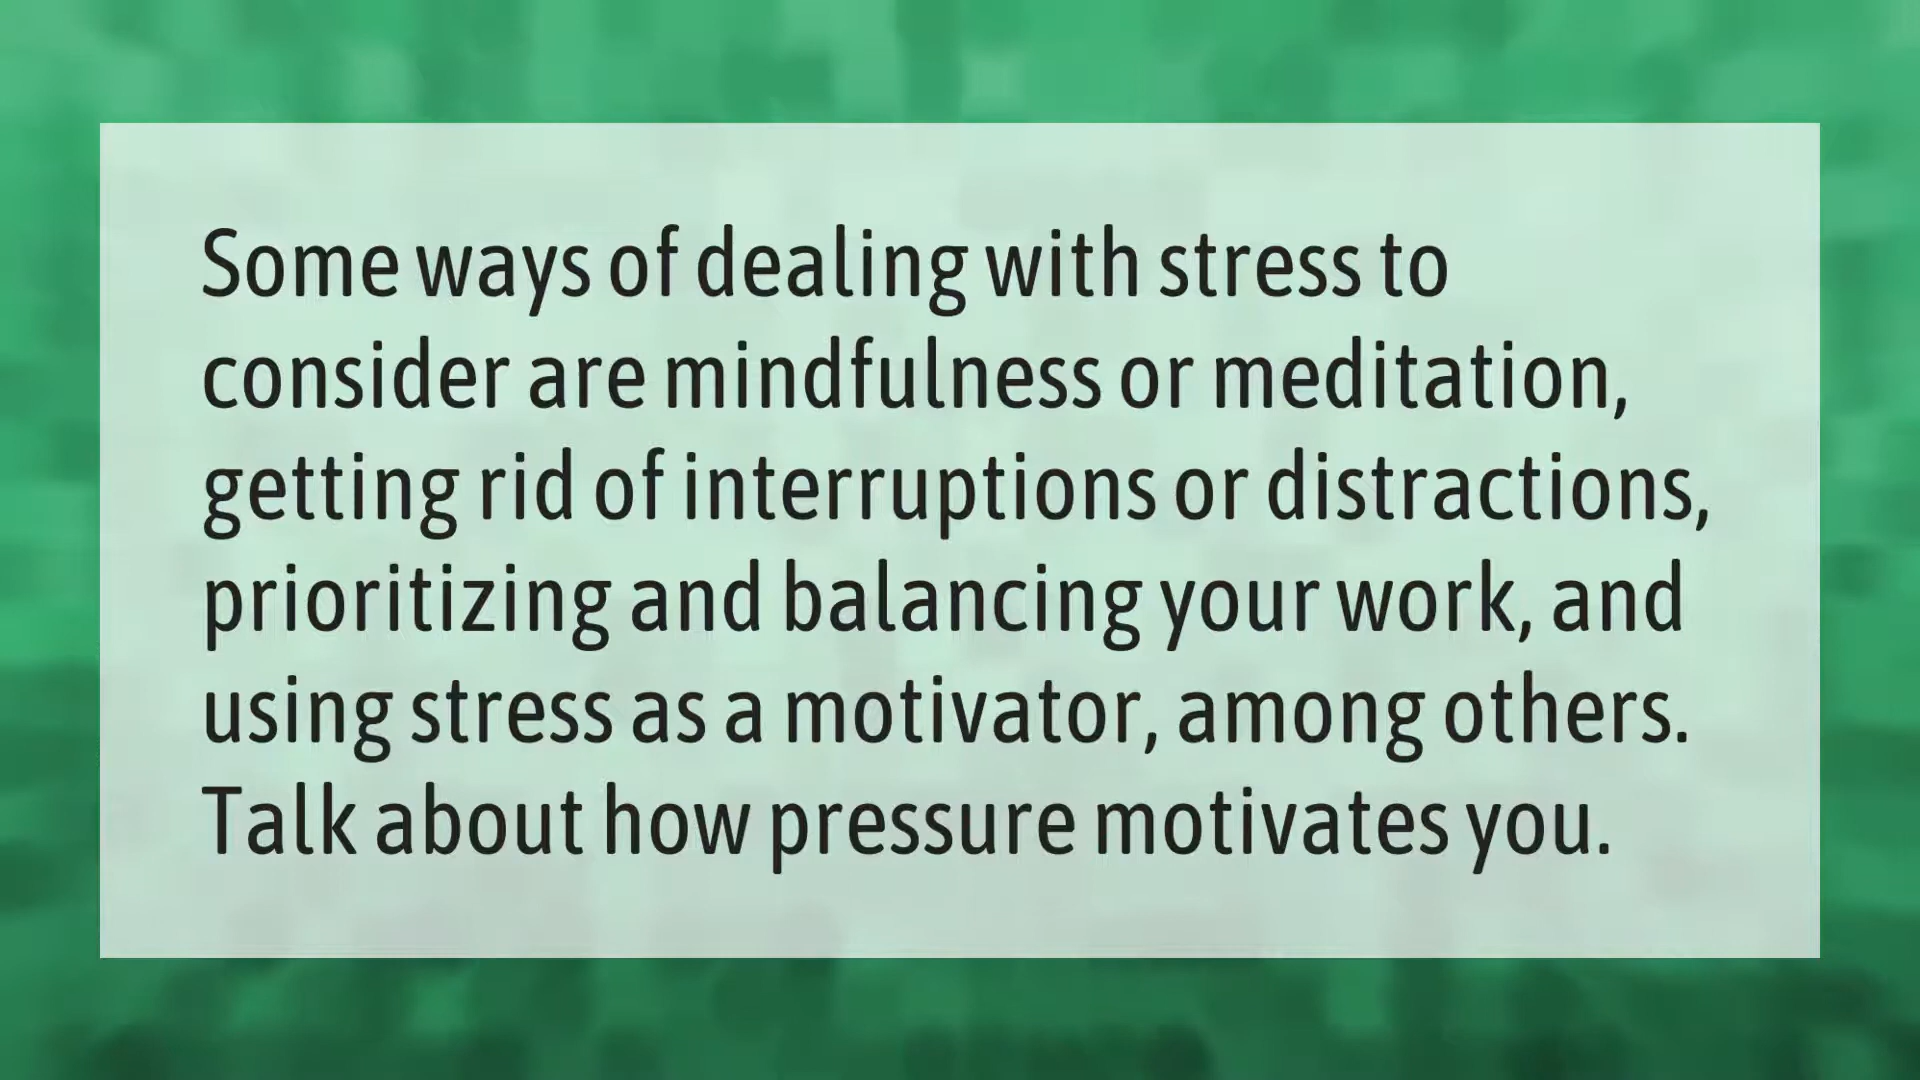 Some ways of dealing with stress to
consider are mindfulness or meditation,
getting rid of interruptions or distractions,
prioritizing and balancing your work, and
using stress as a motivator, among others.
Talk about how pressure motivates you.